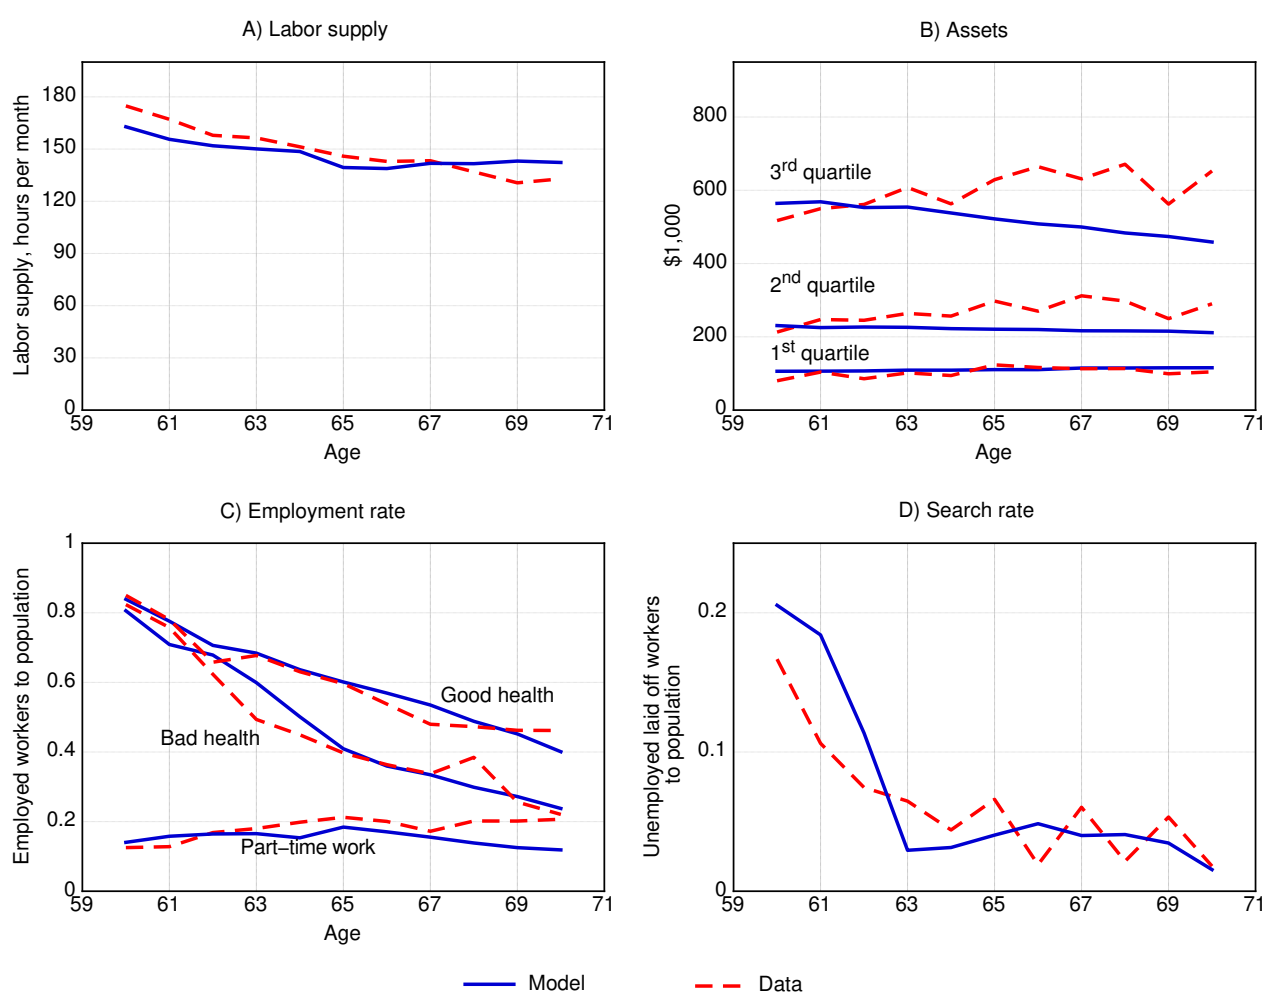 A) Labor supply
Labor supply, hours per month
180
150
120
90
60
30
0
59 61 63 65 67 69 71
Age
B) Assets
$1,000
800
600
400
200
0
3rd quartile
2nd quartile
1st quartile
59 61 63 65 67 69 71
Age
C) Employment rate
Employed workers to population
1
0.8
0.6
0.4
0.2
0
Good health
Bad health
Part−time work
59 61 63 65 67 69 71
Age
D) Search rate
Unemployed laid off workers
to population
0.2
0.1
0
59 61 63 65 67 69 71
Model
Data